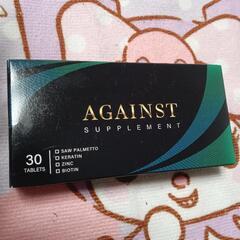 AGAINST
SUPPLEMENT
30
TABLETS
SAW PALMETTO
KERATIN
ZINC
BIOTIN